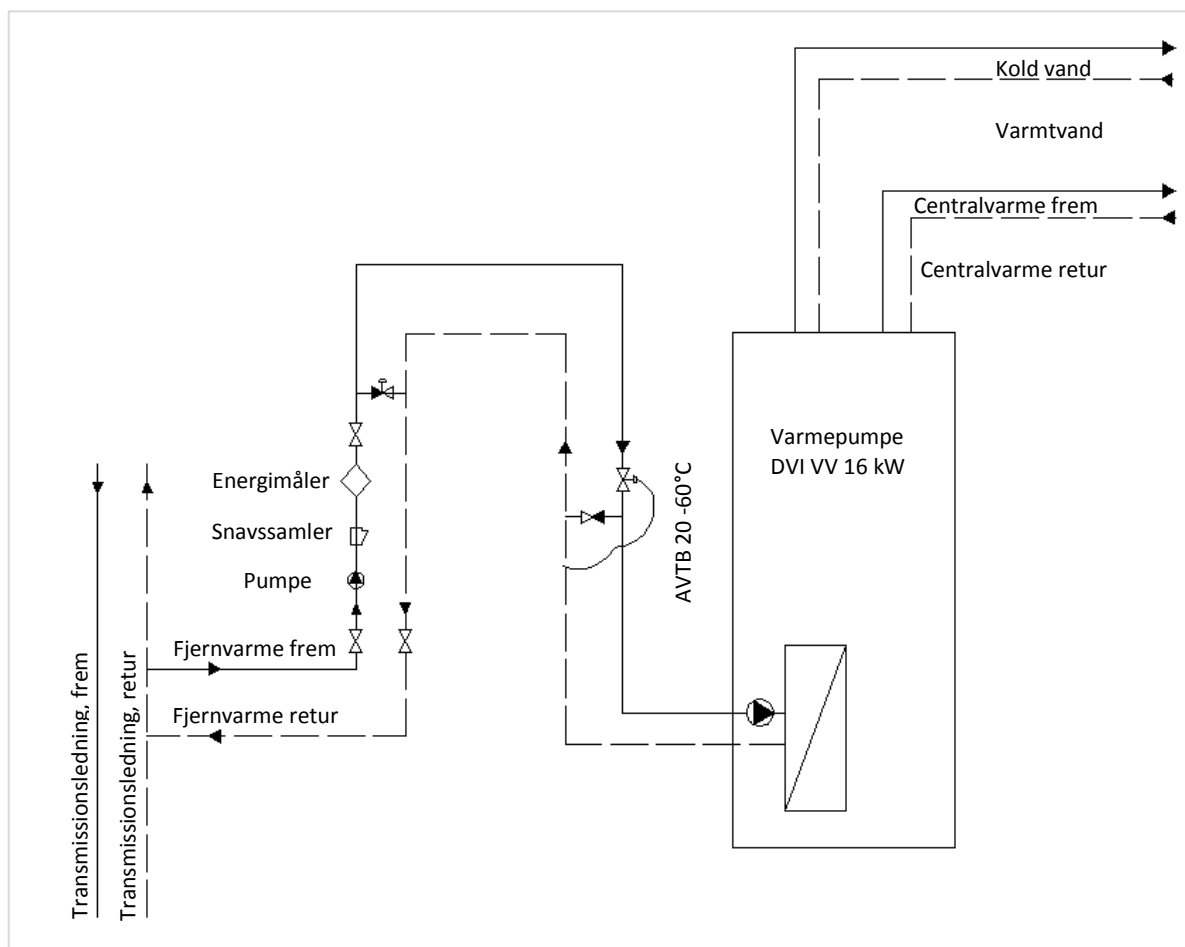 Kold vand
Varmtvand
Centralvarme frem
Centralvarme retur
Varmepumpe
DVI VV 16 kW
Energimåler
Snavssamler
Pumpe
AVTB 20 -60°C
Fjernvarme frem
Fjernvarme retur
Transmissionsledning, frem
Transmissionsledning, retur